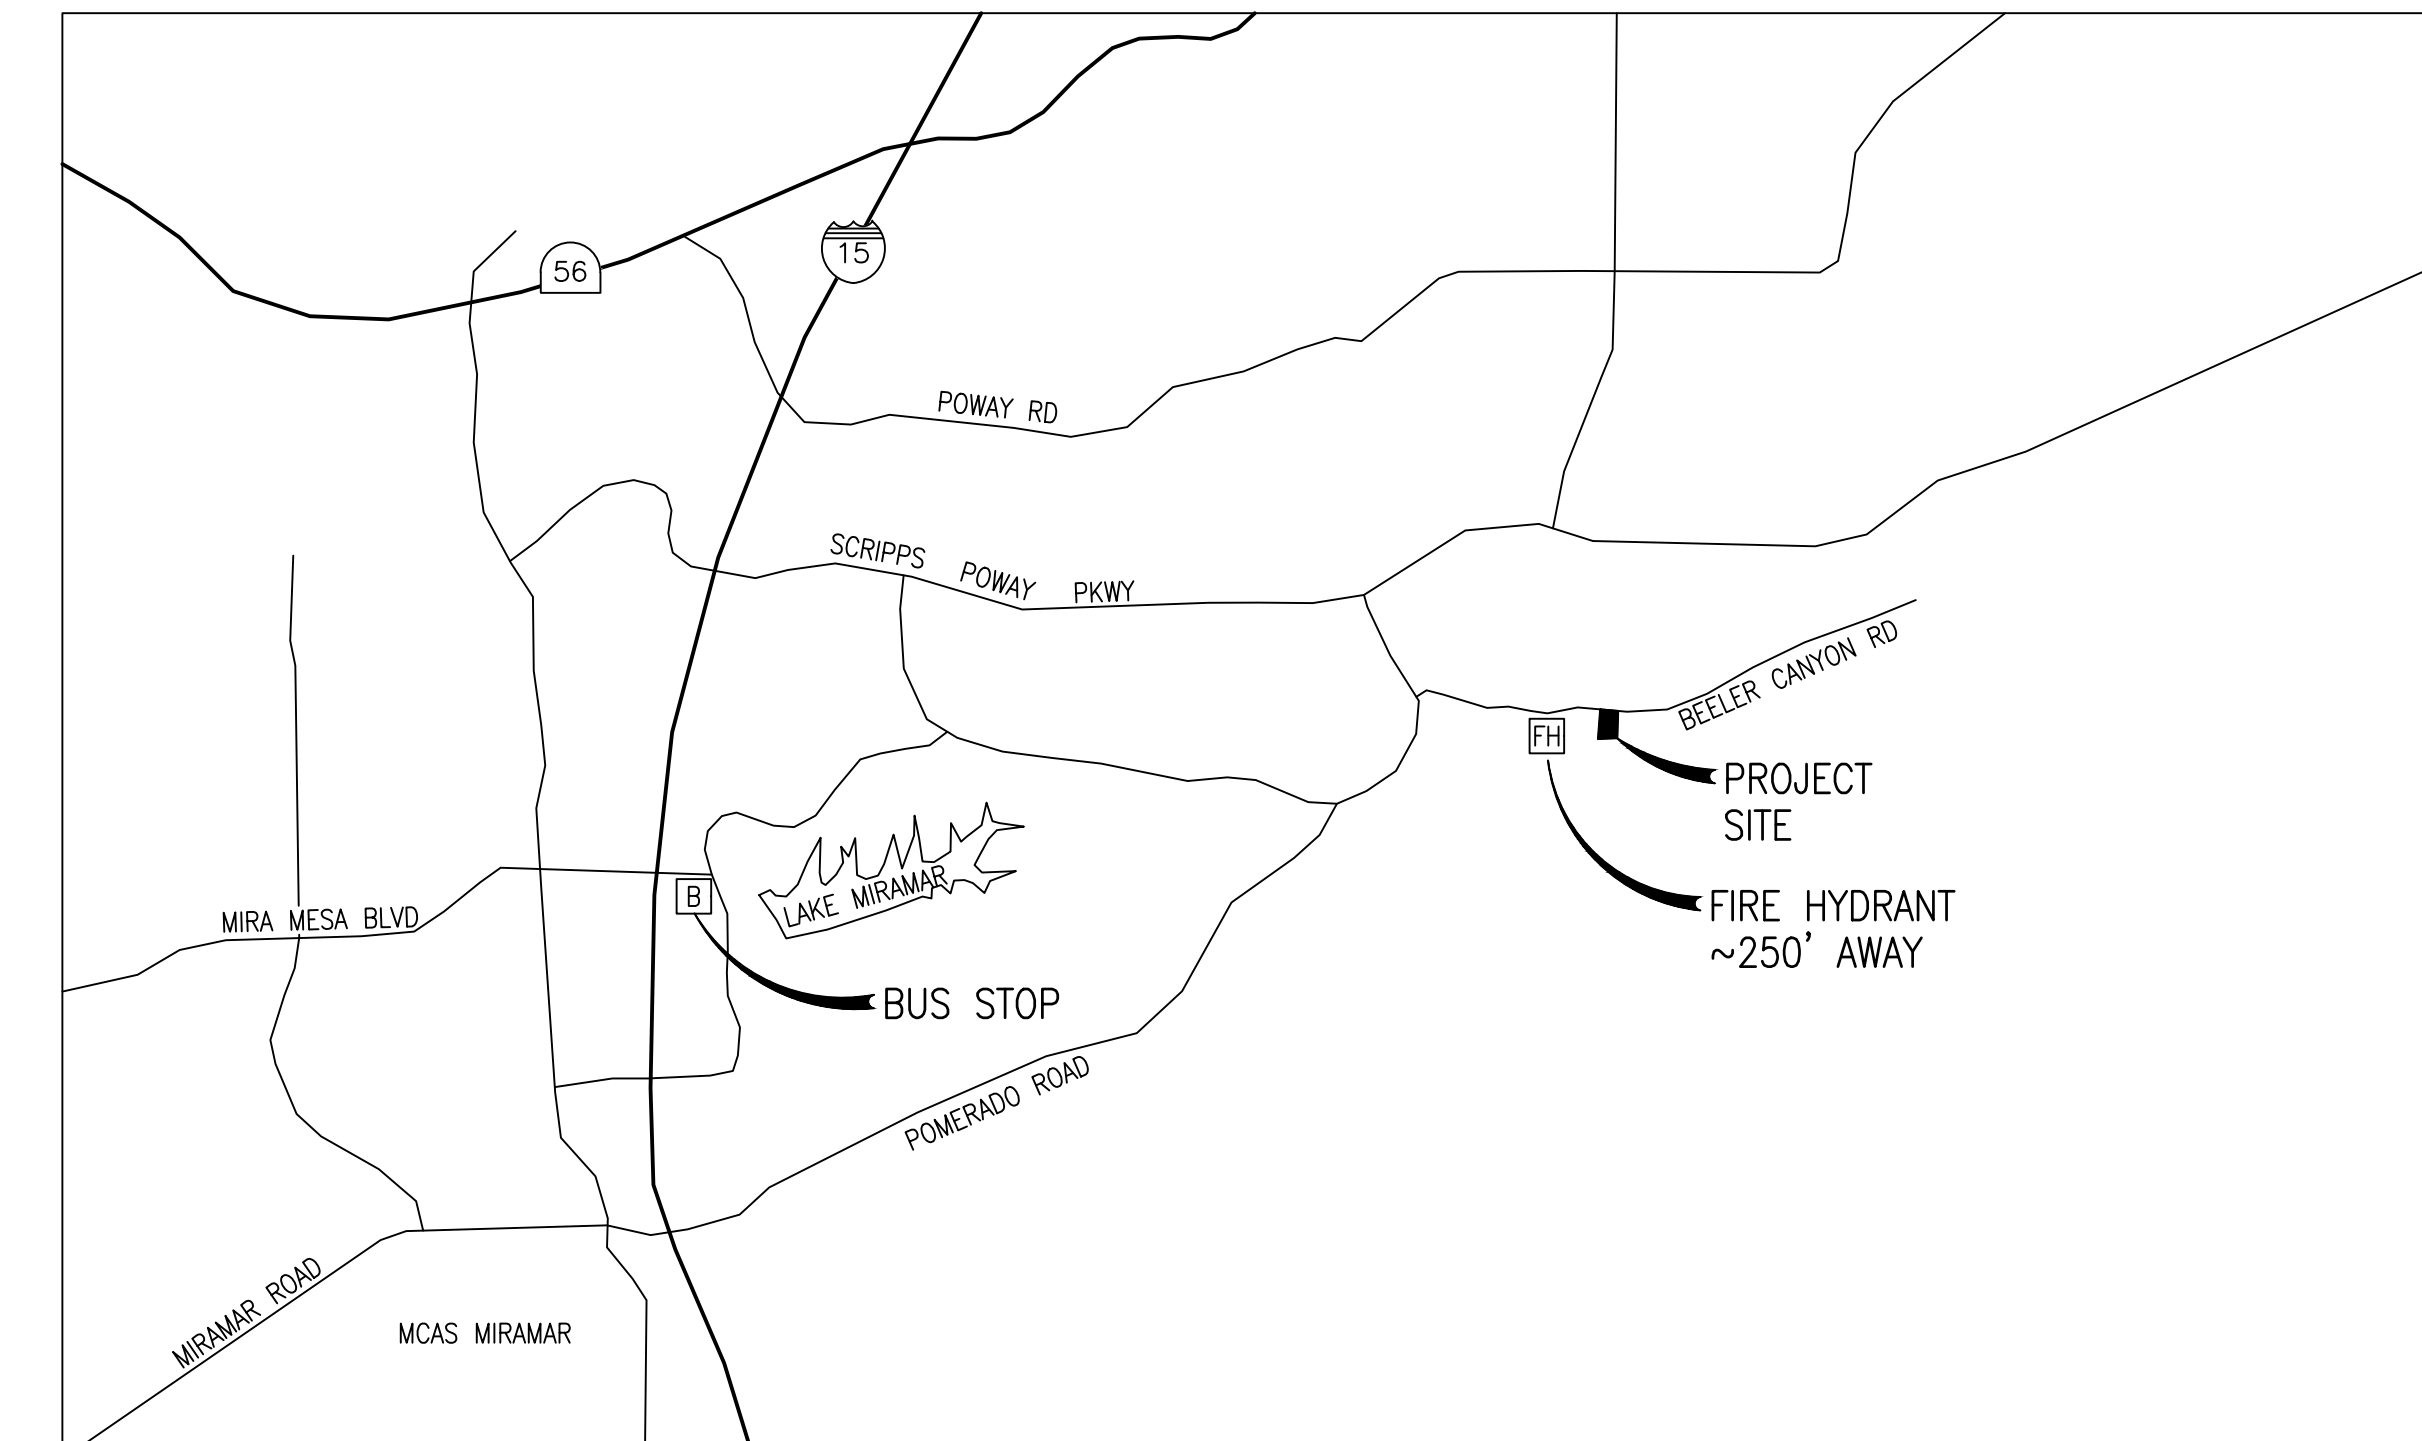 56
15
POWAY RD
SCRIPPS POWAY PKWY
BEELER CANYON RD
FH
PROJECT
SITE
LAKE MIRAMAR
B
MIRA MESA BLVD
FIRE HYDRANT
~250' AWAY
BUS STOP
POMERADO ROAD
MIRAMAR ROAD
MCAS MIRAMAR